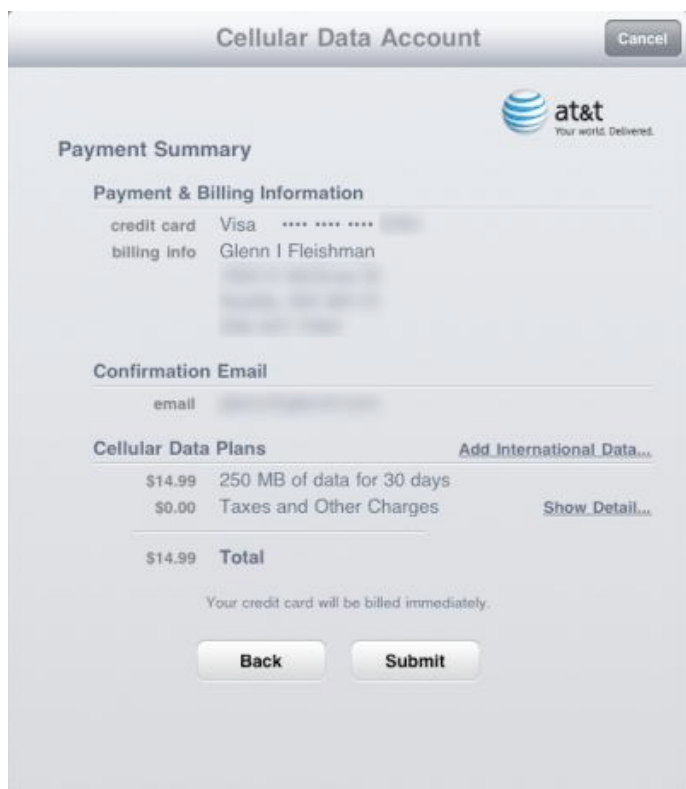 Cellular Data Account
Cancel
at&t
Your world. Delivered.
Payment Summary
Payment & Billing Information
credit card Visa •••• •••• ••••
billing info Glenn I Fleishman
Confirmation Email
email
Cellular Data Plans Add International Data...
$14.99 250 MB of data for 30 days
$0.00 Taxes and Other Charges Show Detail...
$14.99 Total
Your credit card will be billed immediately.
Back Submit